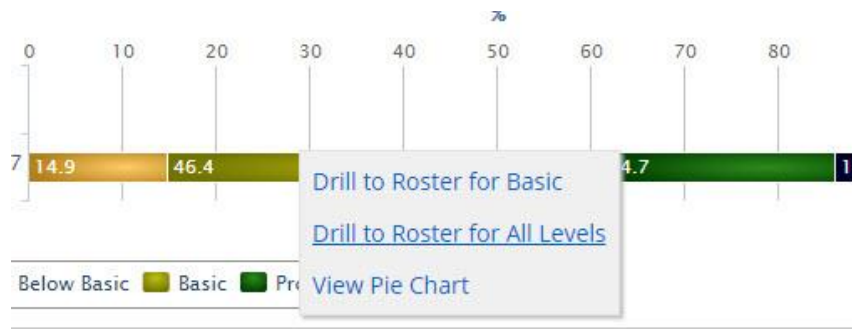 %
0 10 20 30 40 50 60 70 80
7 14.9 46.4 4.7 1
Drill to Roster for Basic
Drill to Roster for All Levels
Below Basic Basic Pr
View Pie Chart